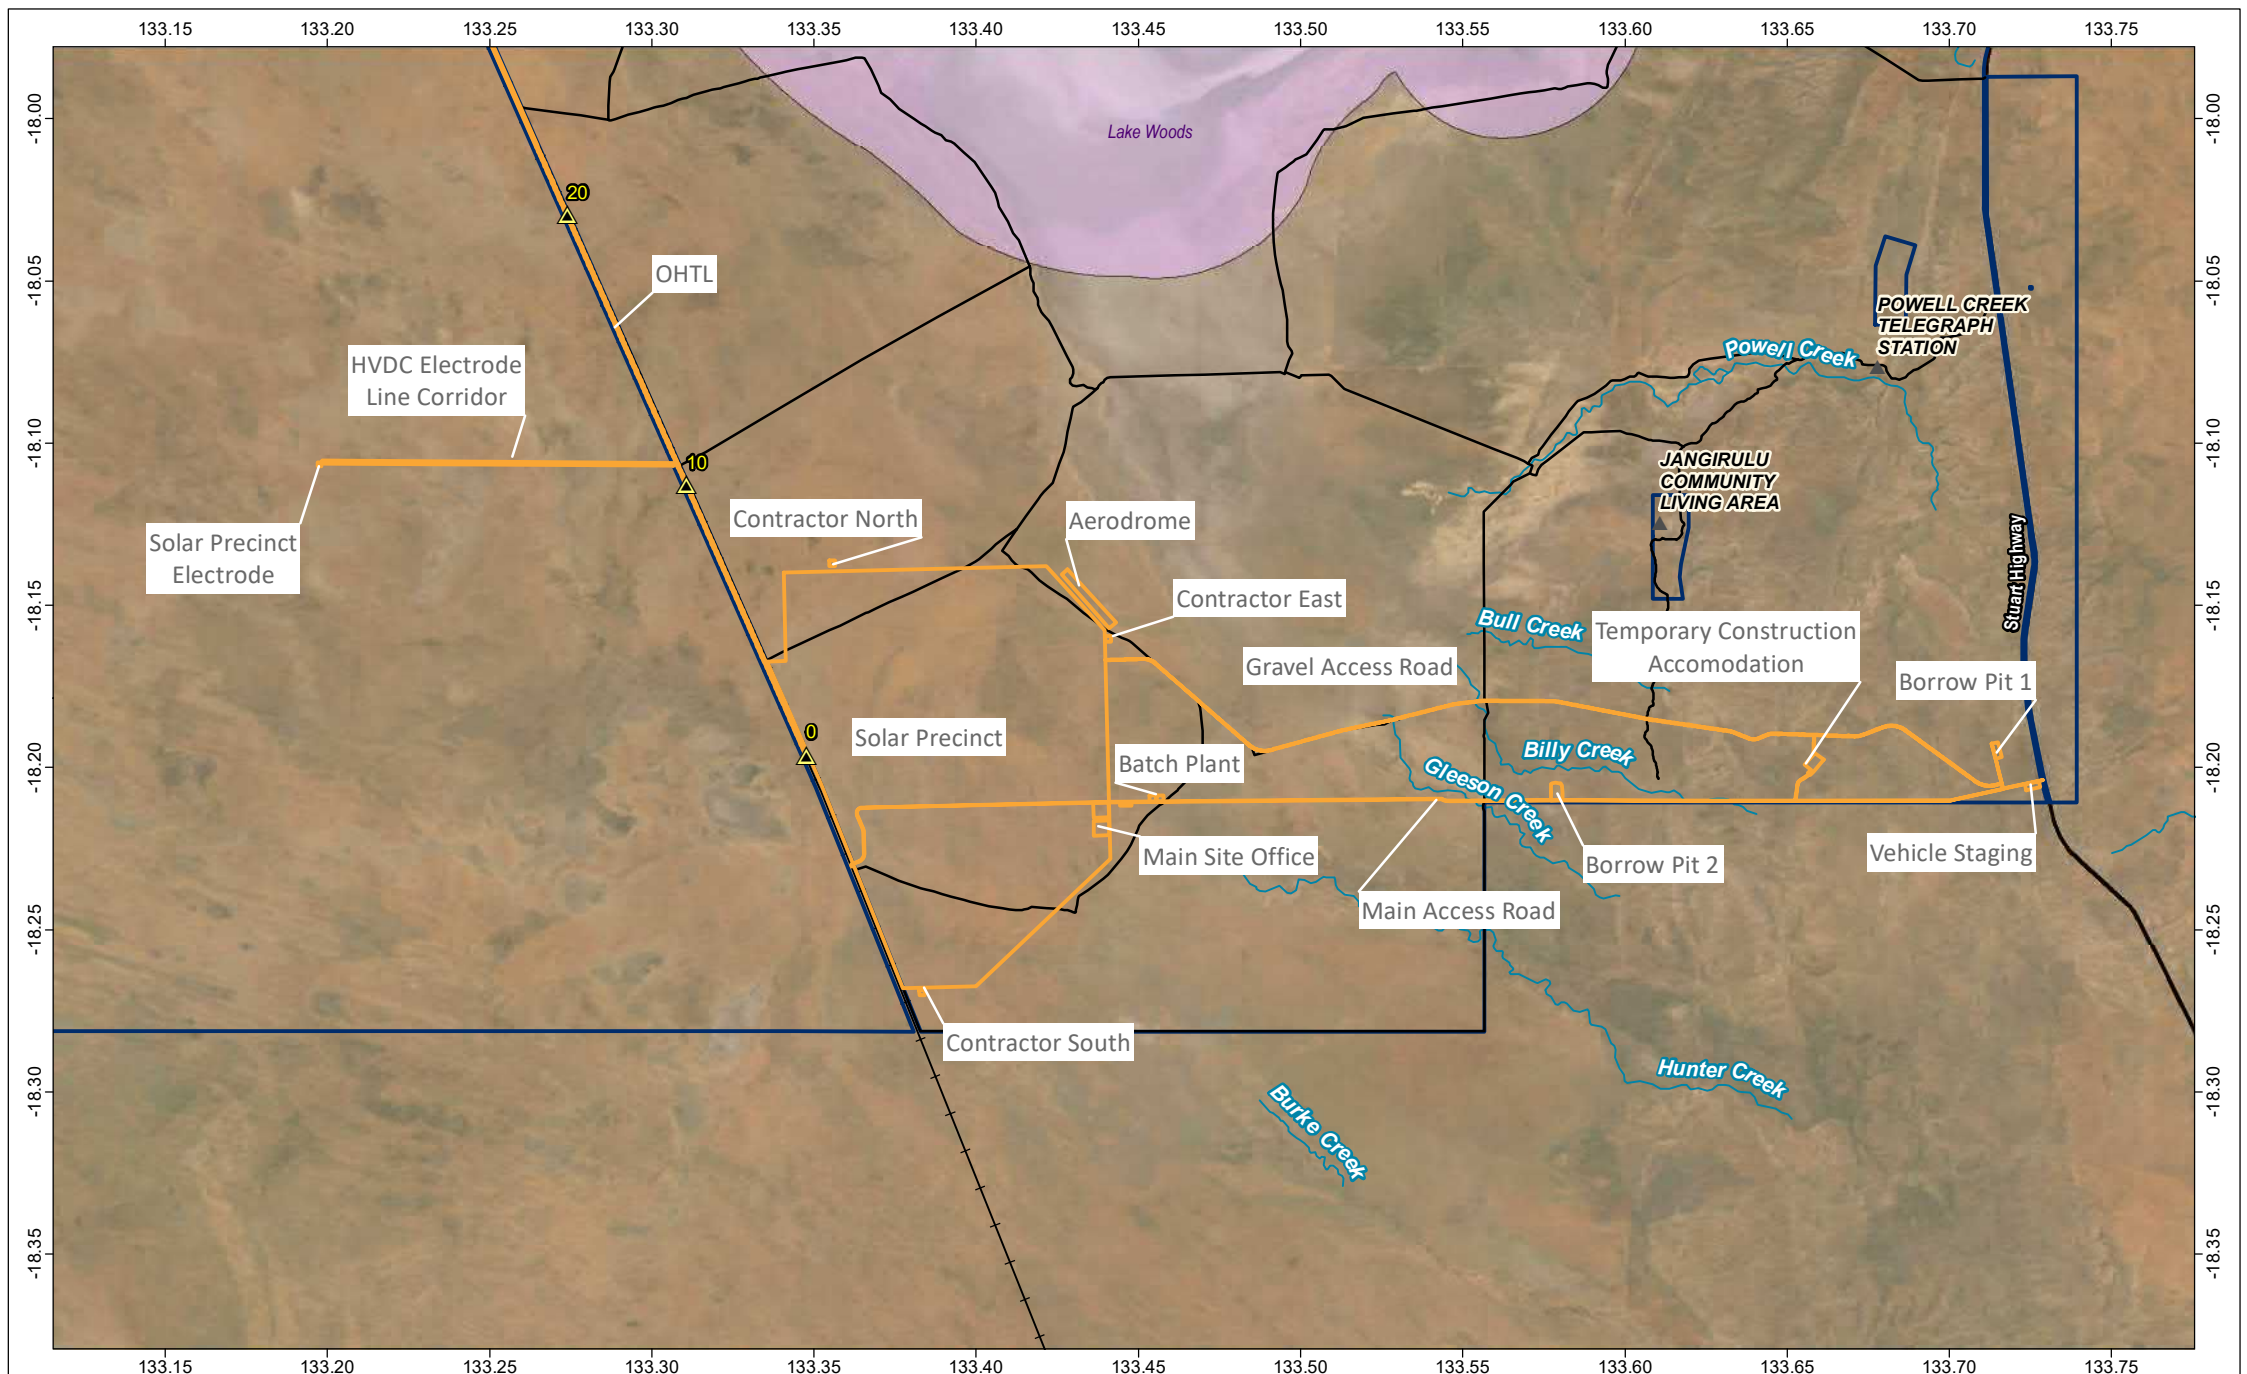 133.15 133.20 133.25 133.30 133.35 133.40 133.45 133.50 133.55 133.60 133.65 133.70 133.75
-18.00
-18.00
Lake Woods
20
OHTL
-18.05
-18.05
POWELL CREEK
TELEGRAPH
STATION
Powell Creek
HVDC Electrode
Line Corridor
-18.10
-18.10
10
JANGIRULU
COMMUNITY
LIVING AREA
Contractor North
Aerodrome
Solar Precinct
Electrode
Stuart Highway
Contractor East
-18.15
-18.15
Bull Creek
Temporary Construction
Accomodation
Gravel Access Road
Borrow Pit 1
0
Solar Precinct
Billy Creek
Batch Plant
-18.20
-18.20
Gleeson Creek
Main Site Office
Borrow Pit 2
Vehicle Staging
Main Access Road
-18.25
-18.25
Contractor South
Hunter Creek
-18.30
-18.30
Burke Creek
-18.35
-18.35
133.15 133.20 133.25 133.30 133.35 133.40 133.45 133.50 133.55 133.60 133.65 133.70 133.75